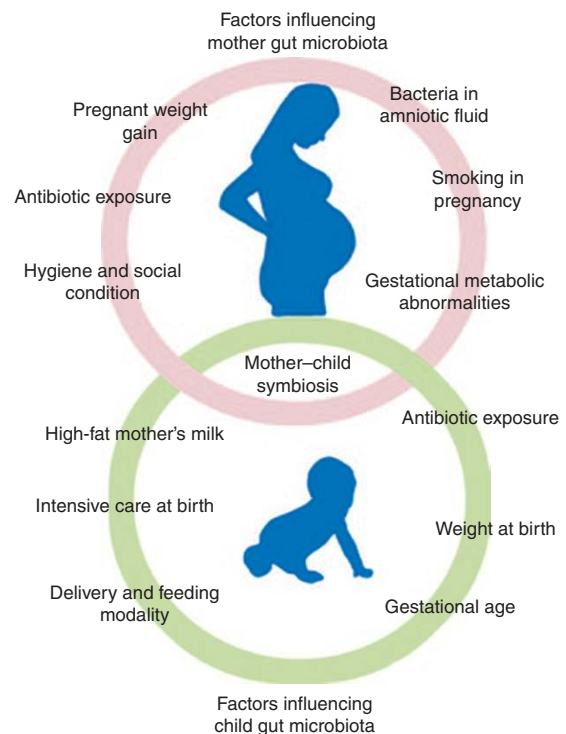 Factors influencing
mother gut microbiota
Bacteria in
amniotic fluid
Pregnant weight
gain
Smoking in
pregnancy
Antibiotic exposure
Hygiene and social
condition
Gestational metabolic
abnormalities
Mother–child
symbiosis
Antibiotic exposure
High-fat mother's milk
Intensive care at birth
Weight at birth
Delivery and feeding
modality
Gestational age
Factors influencing
child gut microbiota